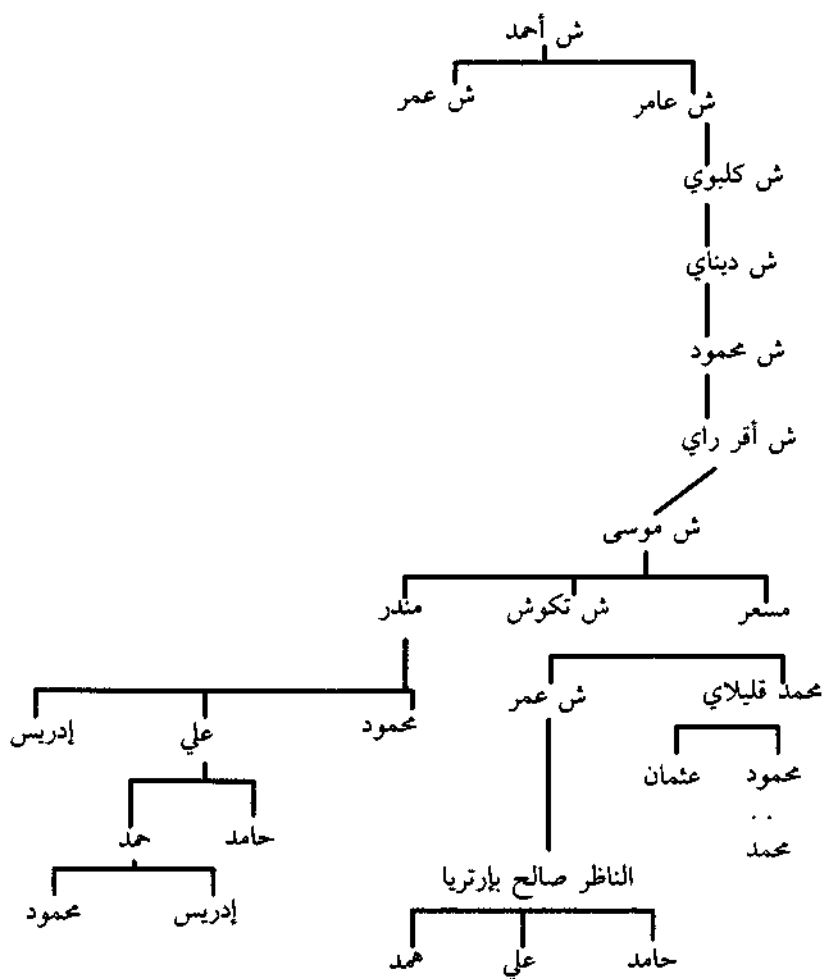 ش أحمد
ش عامر ش عمر
ش كلبوي
ش ديناي
ش محمود
ش أقر راي
ش موسى
مسعر ش تكوش مندر
محمد قليلاي ش عمر محمود علي إدريس
محمود عثمان
حامد حمد
..
محمد
الناظر صالح بإرتريا
إدريس محمود
حامد علي همد